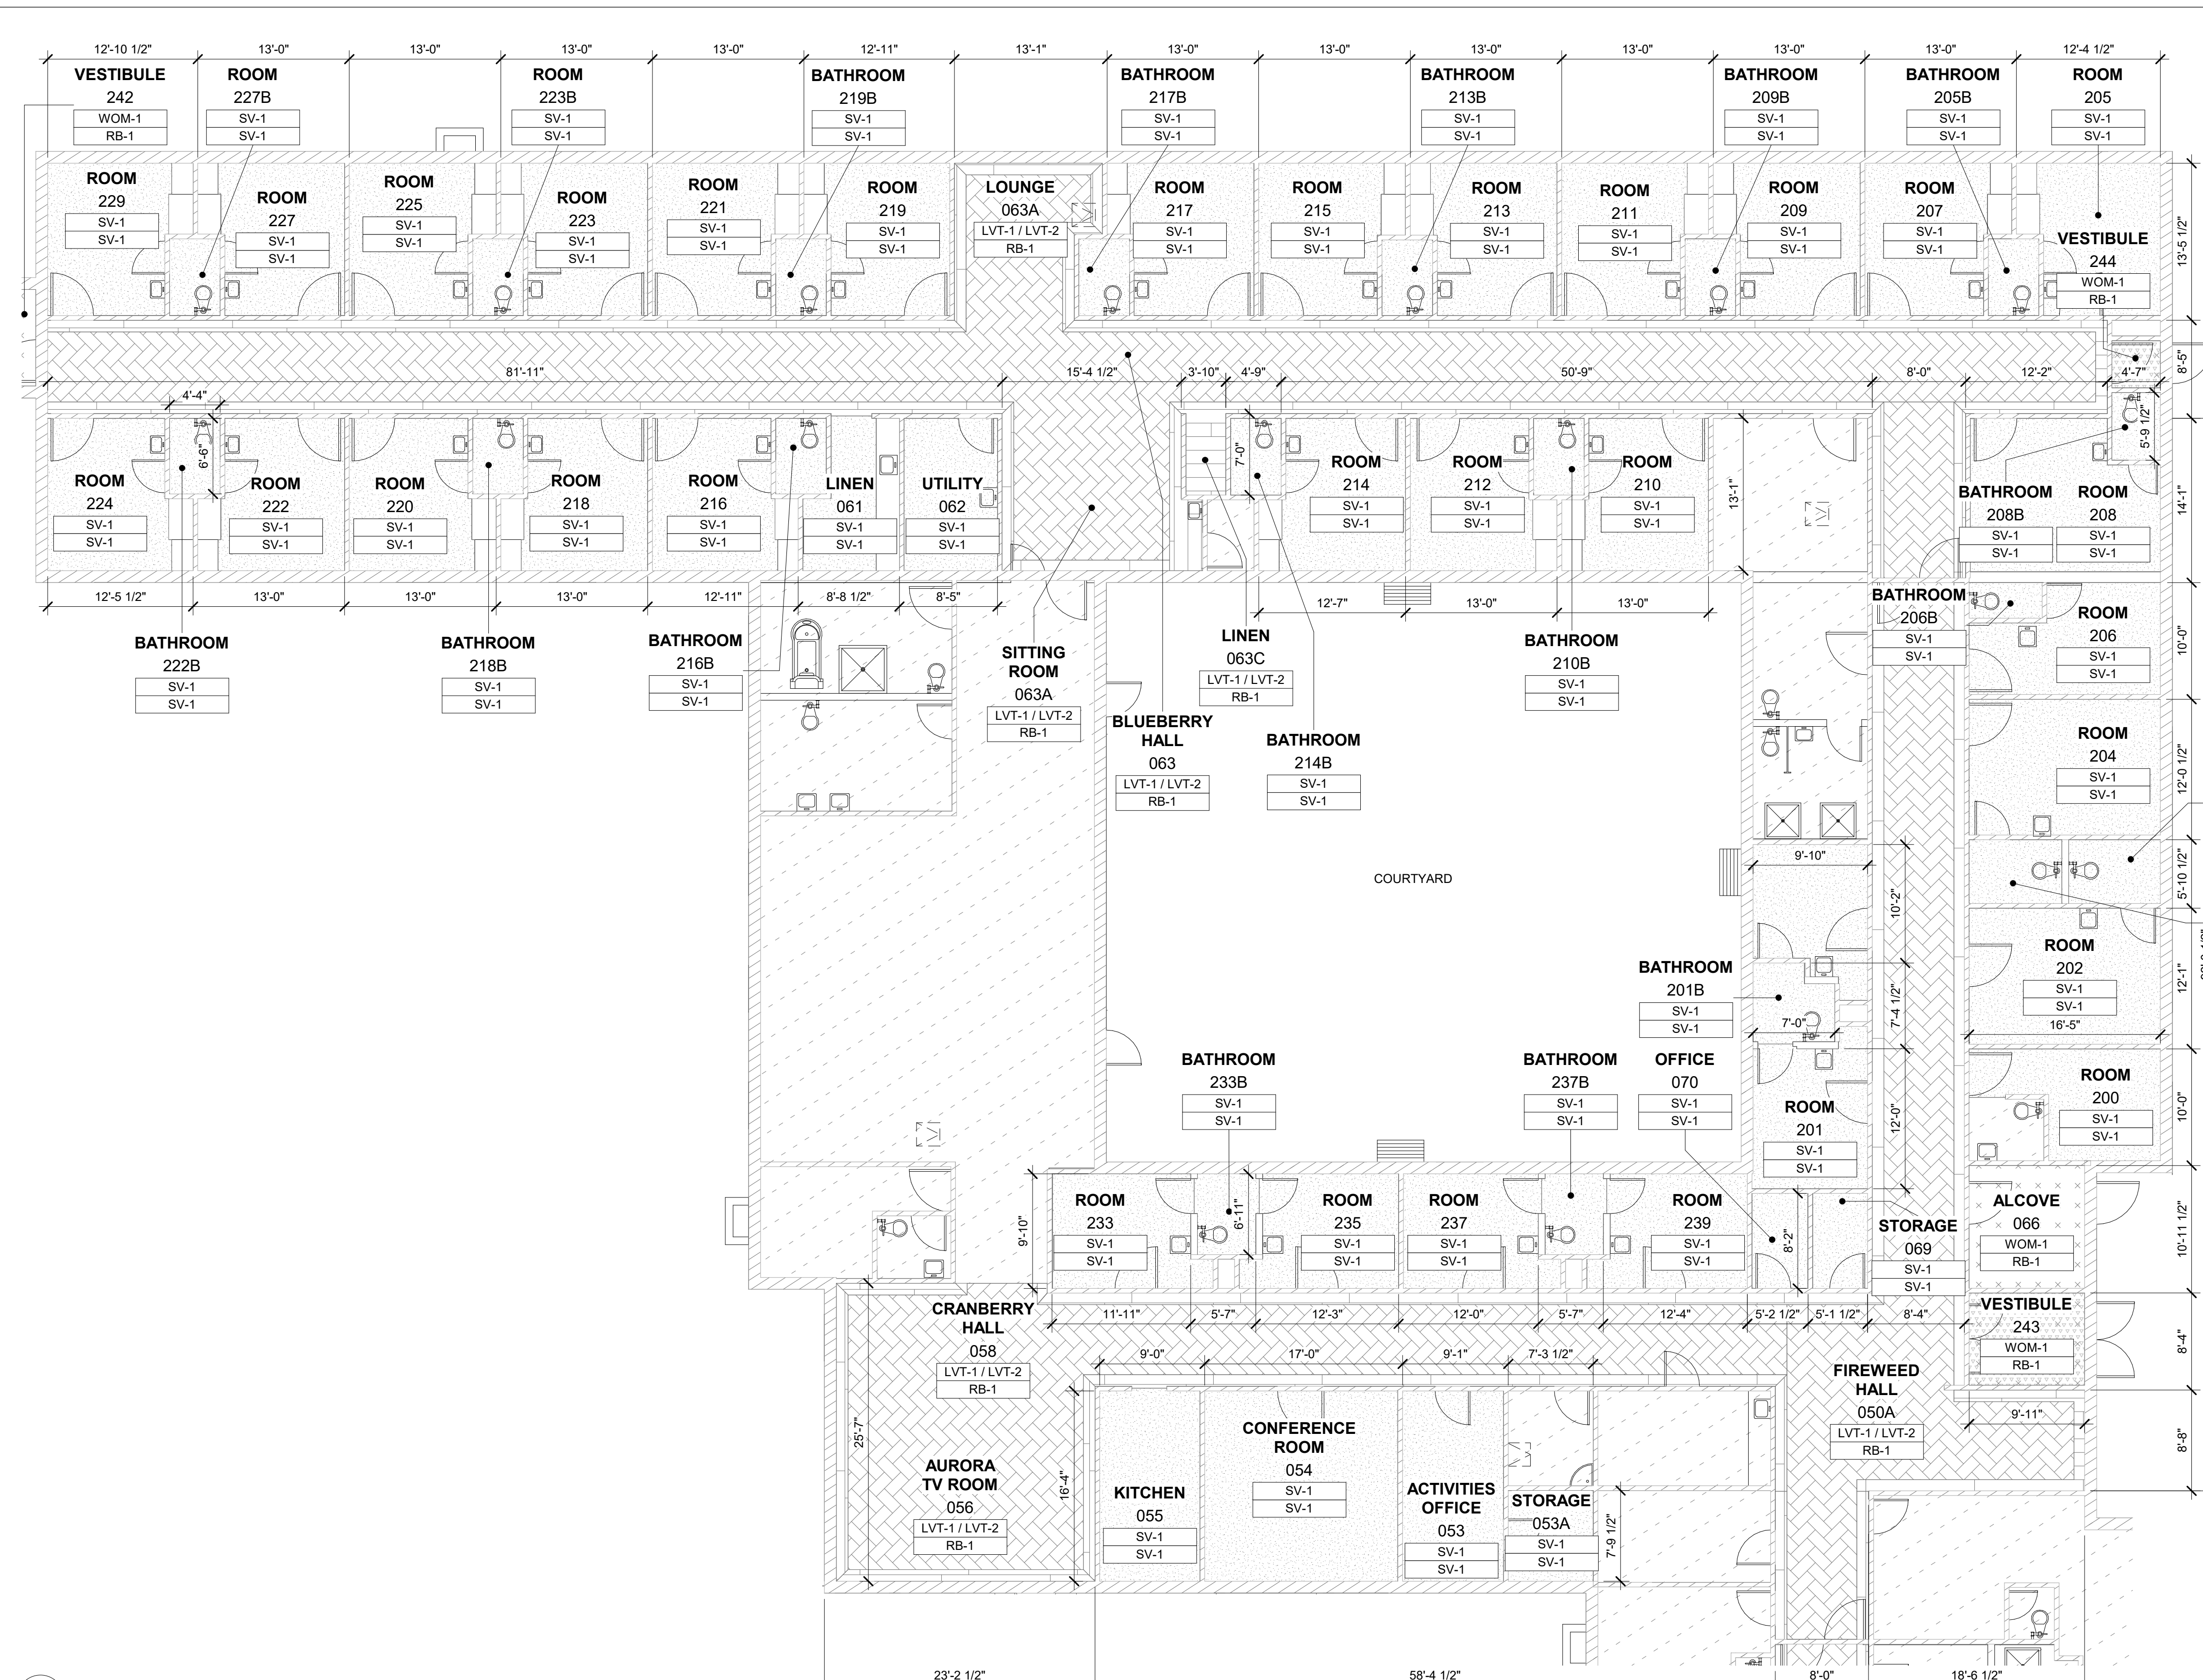 12'-10 1/2"
13'-0"
13'-0"
13'-0"
13'-0"
12'-11"
13'-1"
13'-0"
13'-0"
13'-0"
13'-0"
13'-0"
13'-0"
12'-4 1/2"
VESTIBULE
242
WOM-1
RB-1
ROOM
227B
SV-1
SV-1
ROOM
223B
SV-1
SV-1
BATHROOM
219B
SV-1
SV-1
BATHROOM
217B
SV-1
SV-1
BATHROOM
213B
SV-1
SV-1
BATHROOM
209B
SV-1
SV-1
BATHROOM
205B
SV-1
SV-1
ROOM
205
SV-1
SV-1
ROOM
229
SV-1
SV-1
ROOM
227
SV-1
SV-1
ROOM
225
SV-1
SV-1
ROOM
223
SV-1
SV-1
ROOM
221
SV-1
SV-1
ROOM
219
SV-1
SV-1
LOUNGE
063A
LVT-1 / LVT-2
RB-1
ROOM
217
SV-1
SV-1
ROOM
215
SV-1
SV-1
ROOM
213
SV-1
SV-1
ROOM
211
SV-1
SV-1
ROOM
209
SV-1
SV-1
ROOM
207
SV-1
SV-1
VESTIBULE
244
WOM-1
RB-1
13'-5 1/2"
8'-5"
81'-11"
15'-4 1/2"
3'-10"
4'-9"
50'-9"
8'-0"
12'-2"
4'-7"
4'-4"
6'-6"
7'-0"
13'-1"
5'-9 1/2"
14'-1"
ROOM
224
SV-1
SV-1
ROOM
222
SV-1
SV-1
ROOM
220
SV-1
SV-1
ROOM
218
SV-1
SV-1
ROOM
216
SV-1
SV-1
LINEN
061
SV-1
SV-1
UTILITY
062
SV-1
SV-1
ROOM
214
SV-1
SV-1
ROOM
212
SV-1
SV-1
ROOM
210
SV-1
SV-1
BATHROOM
208B
SV-1
SV-1
ROOM
208
SV-1
SV-1
12'-5 1/2"
13'-0"
13'-0"
13'-0"
12'-11"
8'-8 1/2"
8'-5"
12'-7"
13'-0"
13'-0"
BATHROOM
222B
SV-1
SV-1
BATHROOM
218B
SV-1
SV-1
BATHROOM
216B
SV-1
SV-1
SITTING
ROOM
063A
LVT-1 / LVT-2
RB-1
LINEN
063C
LVT-1 / LVT-2
RB-1
BLUEBERRY
HALL
063
LVT-1 / LVT-2
RB-1
BATHROOM
214B
SV-1
SV-1
BATHROOM
210B
SV-1
SV-1
BATHROOM
206B
SV-1
SV-1
ROOM
206
SV-1
SV-1
10'-0"
ROOM
204
SV-1
SV-1
12'-0 1/2"
COURTYARD
9'-10"
5'-10 1/2"
10'-2"
ROOM
202
SV-1
SV-1
16'-5"
12'-1"
BATHROOM
201B
SV-1
SV-1
7'-0"
7'-4 1/2"
BATHROOM
233B
SV-1
SV-1
BATHROOM
237B
SV-1
SV-1
OFFICE
070
SV-1
SV-1
ROOM
201
SV-1
SV-1
12'-0"
ROOM
200
SV-1
SV-1
10'-0"
9'-10"
ROOM
233
SV-1
SV-1
6'-11"
ROOM
235
SV-1
SV-1
ROOM
237
SV-1
SV-1
ROOM
239
SV-1
SV-1
8'-2"
STORAGE
069
SV-1
SV-1
ALCOVE
066
WOM-1
RB-1
10'-11 1/2"
CRANBERRY
HALL
058
LVT-1 / LVT-2
RB-1
11'-11"
5'-7"
12'-3"
12'-0"
5'-7"
12'-4"
5'-2 1/2"
5'-1 1/2"
8'-4"
VESTIBULE
243
WOM-1
RB-1
8'-4"
9'-0"
17'-0"
9'-1"
7'-3 1/2"
FIREWEED
HALL
050A
LVT-1 / LVT-2
RB-1
9'-11"
8'-8"
25'-7"
16'-4"
AURORA
TV ROOM
056
LVT-1 / LVT-2
RB-1
KITCHEN
055
SV-1
SV-1
CONFERENCE
ROOM
054
SV-1
SV-1
ACTIVITIES
OFFICE
053
SV-1
SV-1
STORAGE
053A
SV-1
SV-1
7'-9 1/2"
23'-2 1/2"
58'-4 1/2"
8'-0"
18'-6 1/2"